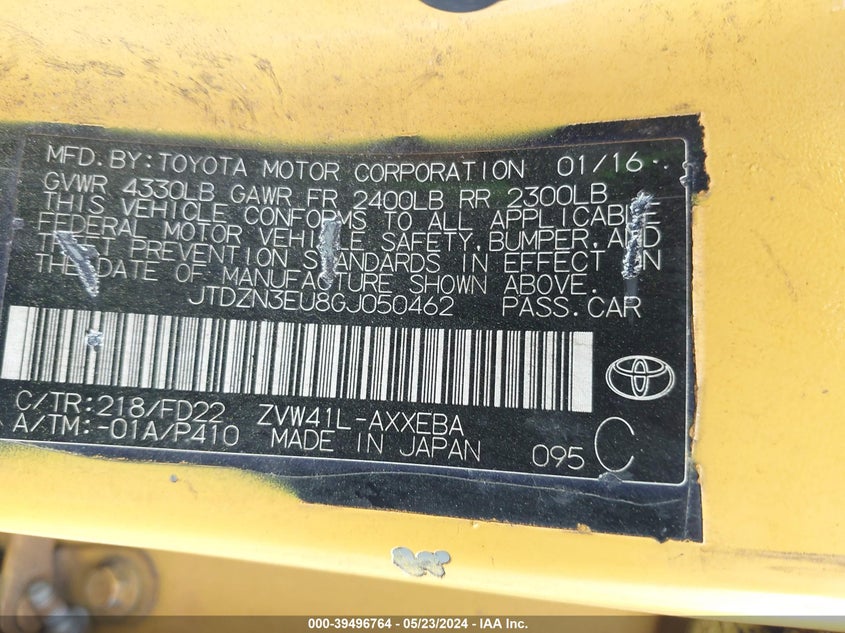 MFD.BY:TOYOTA MOTOR CORPORATION 01/16
GVWR 4330LB GAWR FR 2400LB RR 2300LB
THIS VEHICLE CONFORMS TO ALL APPLICABLE
FEDERAL MOTOR VEHICLE SAFETY,BUMPER,AND
THEFT PREVENTION STANDARDS IN EFFECT ON
THE DATE OF MANUFACTURE SHOWN ABOVE.
JTDZN3EU8GJ050462 PASS.CAR
C/TR:218/FD22 ZVW41L-AXXEBA
A/TM:-01A/P410 MADE IN JAPAN 095 C
000-39496764 - 05/23/2024 - IAA Inc.